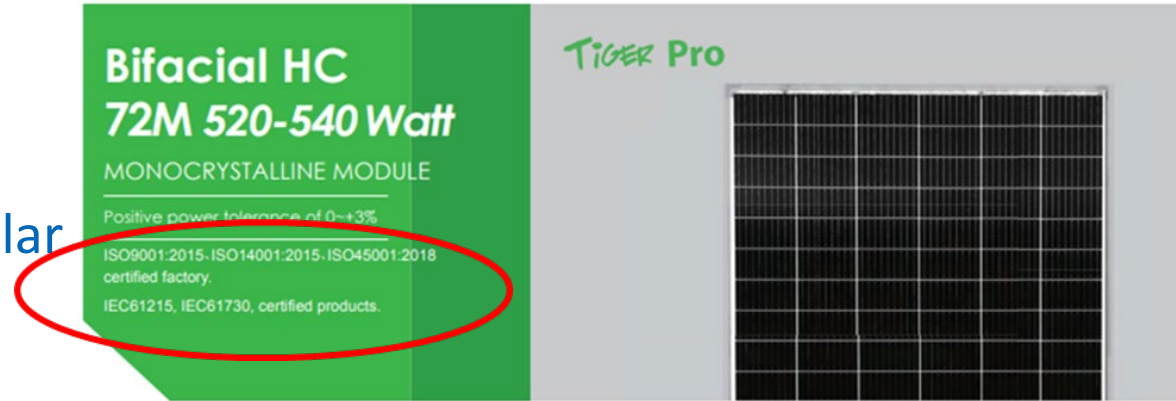 Bifacial HC
72M 520-540 Watt
MONOCRYSTALLINE MODULE
Positive power tolerance of 0~+3%
ISO9001:2015、ISO14001:2015、ISO45001:2018
certified factory.
IEC61215, IEC61730, certified products.
TiGER Pro
lar